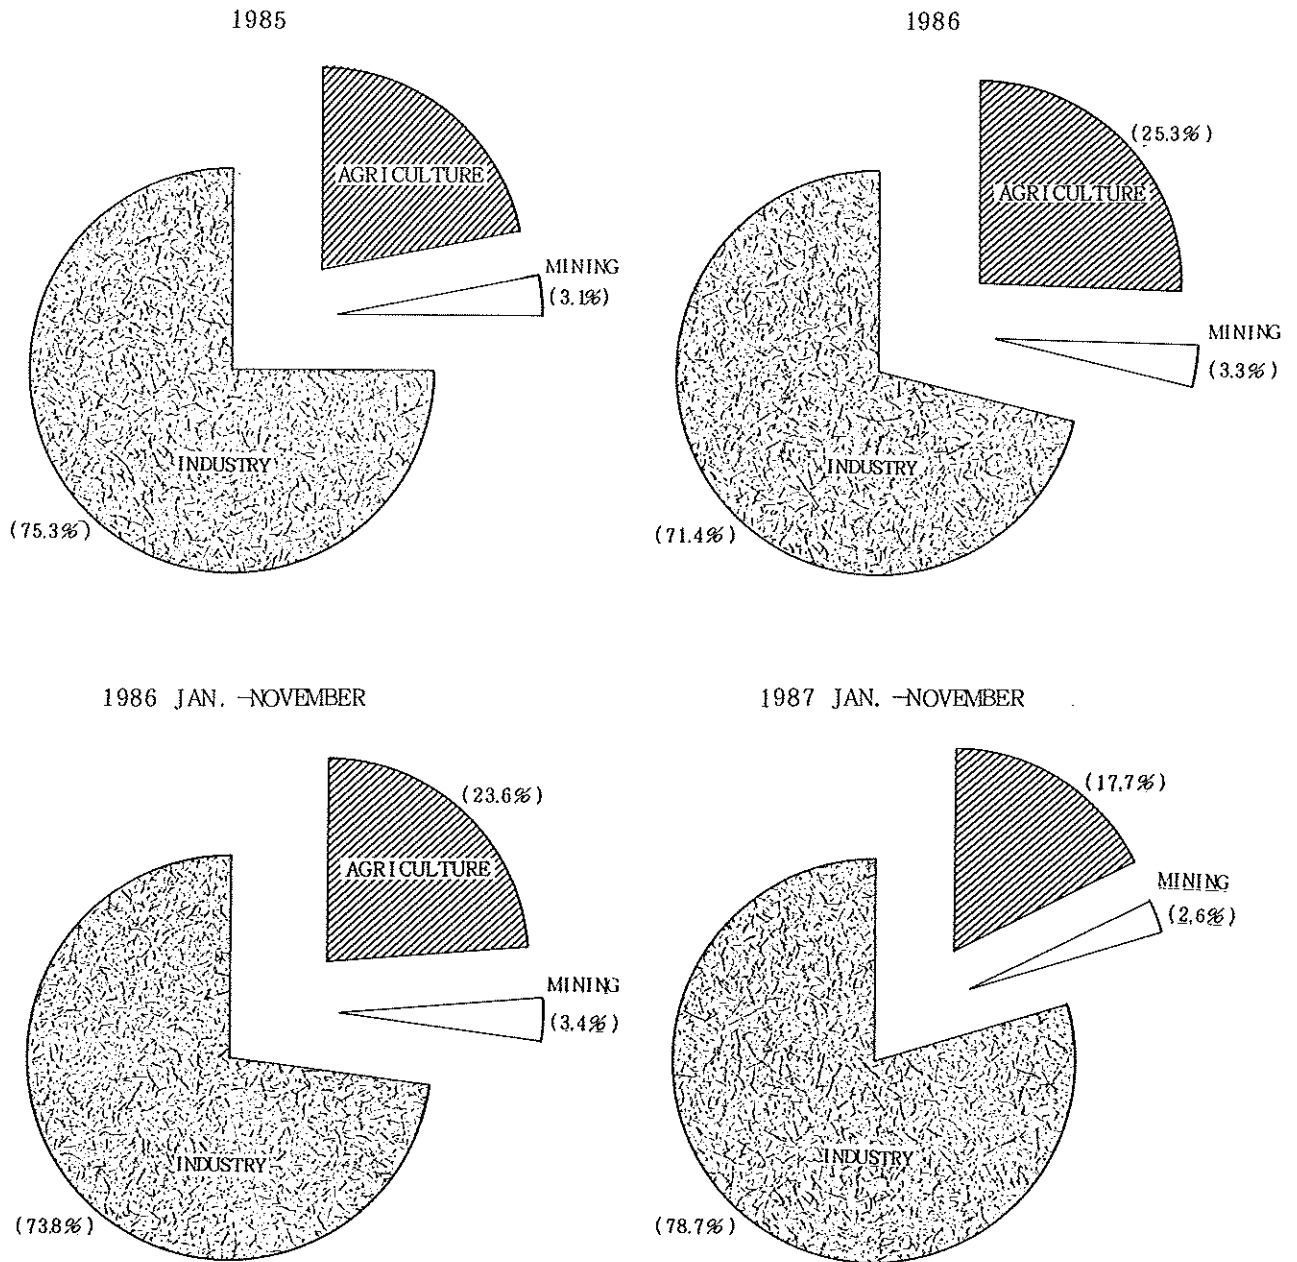 1985
AGRICULTURE
MINING
(3.1%)
INDUSTRY
(75.3%)
1986
(25.3%)
AGRICULTURE
MINING
(3.3%)
INDUSTRY
(71.4%)
1986 JAN. -NOVEMBER
(23.6%)
AGRICULTURE
MINING
(3.4%)
INDUSTRY
(73.8%)
1987 JAN. -NOVEMBER
(17.7%)
MINING
(2,6%)
INDUSTRY
(78.7%)